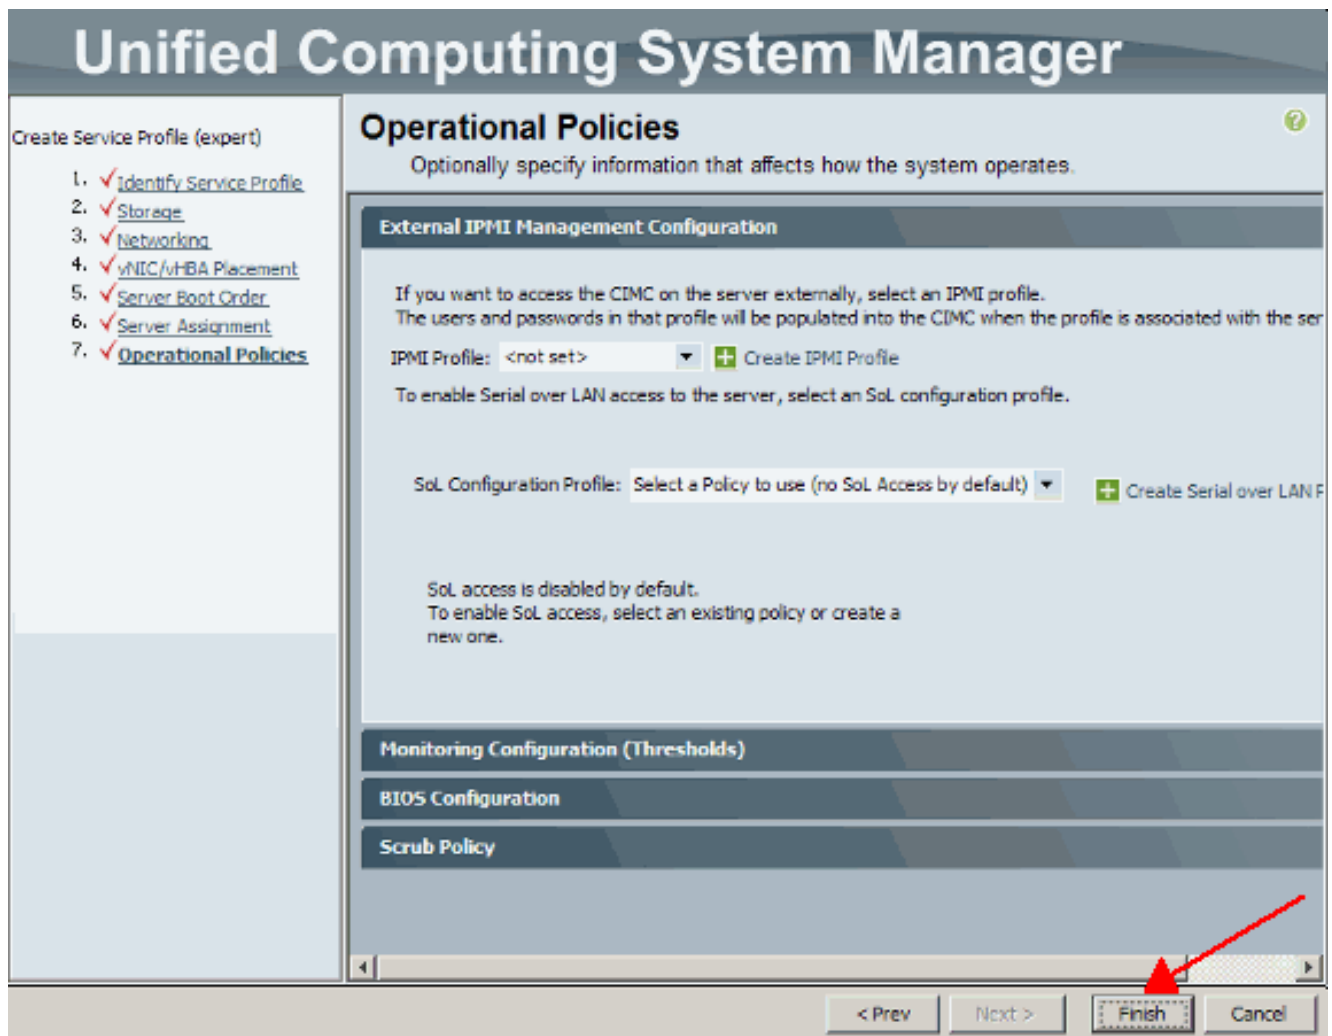 Unified Computing System Manager
Create Service Profile (expert)
1. Identify Service Profile
2. Storage
3. Networking
4. vNIC/vHBA Placement
5. Server Boot Order
6. Server Assignment
7. Operational Policies
Operational Policies
?
Optionally specify information that affects how the system operates.
External IPMI Management Configuration
If you want to access the CIMC on the server externally, select an IPMI profile.
The users and passwords in that profile will be populated into the CIMC when the profile is associated with the ser
IPMI Profile: <not set> Create IPMI Profile
To enable Serial over LAN access to the server, select an SoL configuration profile.
SoL Configuration Profile: Select a Policy to use (no SoL Access by default) Create Serial over LAN P
SoL access is disabled by default.
To enable SoL access, select an existing policy or create a
new one.
Monitoring Configuration (Thresholds)
BIOS Configuration
Scrub Policy
< Prev Next > Finish Cancel